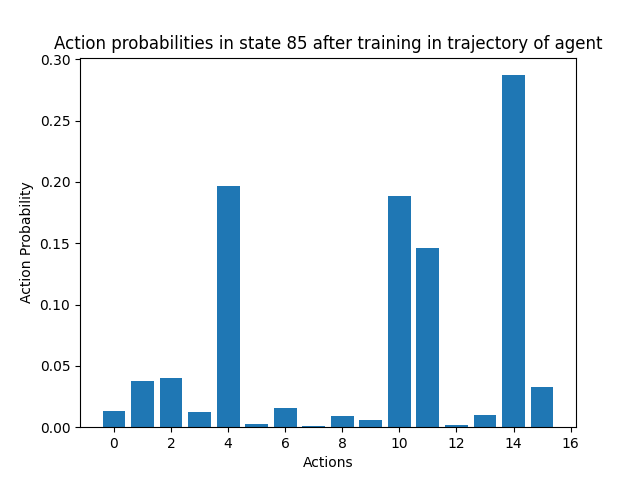 Action probabilities in state 85 after training in trajectory of agent
0.30
0.25
0.20
0.15
0.10
0.05
0.00
Action Probability
0 2 4 6 8 10 12 14 16
Actions